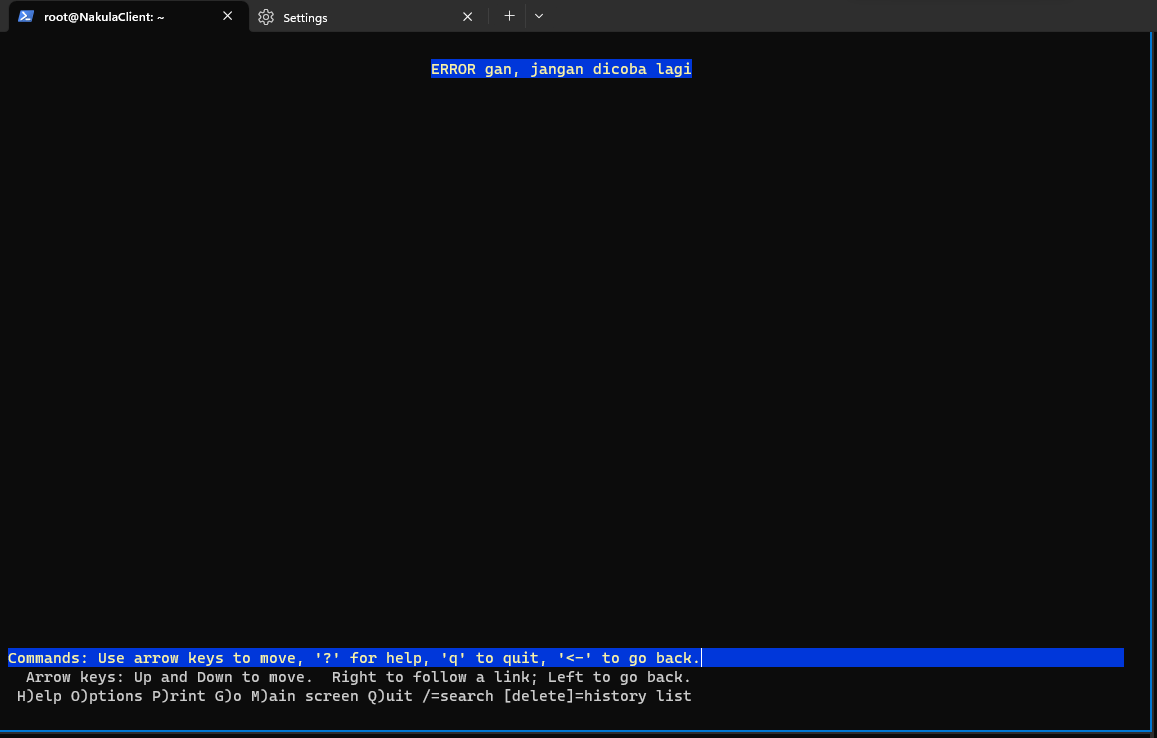 root@NakulaClient: ~
Settings
ERROR gan, jangan dicoba lagi
Commands: Use arrow keys to move, '?' for help, 'q' to quit, '<-' to go back.
Arrow keys: Up and Down to move.  Right to follow a link; Left to go back.
H)elp O)ptions P)rint G)o M)ain screen Q)uit /=search [delete]=history list